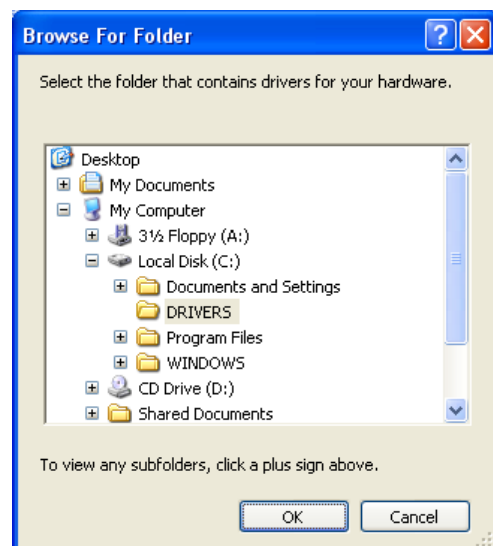 Browse For Folder
Select the folder that contains drivers for your hardware.
Desktop
My Documents
My Computer
3½ Floppy (A:)
Local Disk (C:)
Documents and Settings
DRIVERS
Program Files
WINDOWS
CD Drive (D:)
Shared Documents
To view any subfolders, click a plus sign above.
OK Cancel